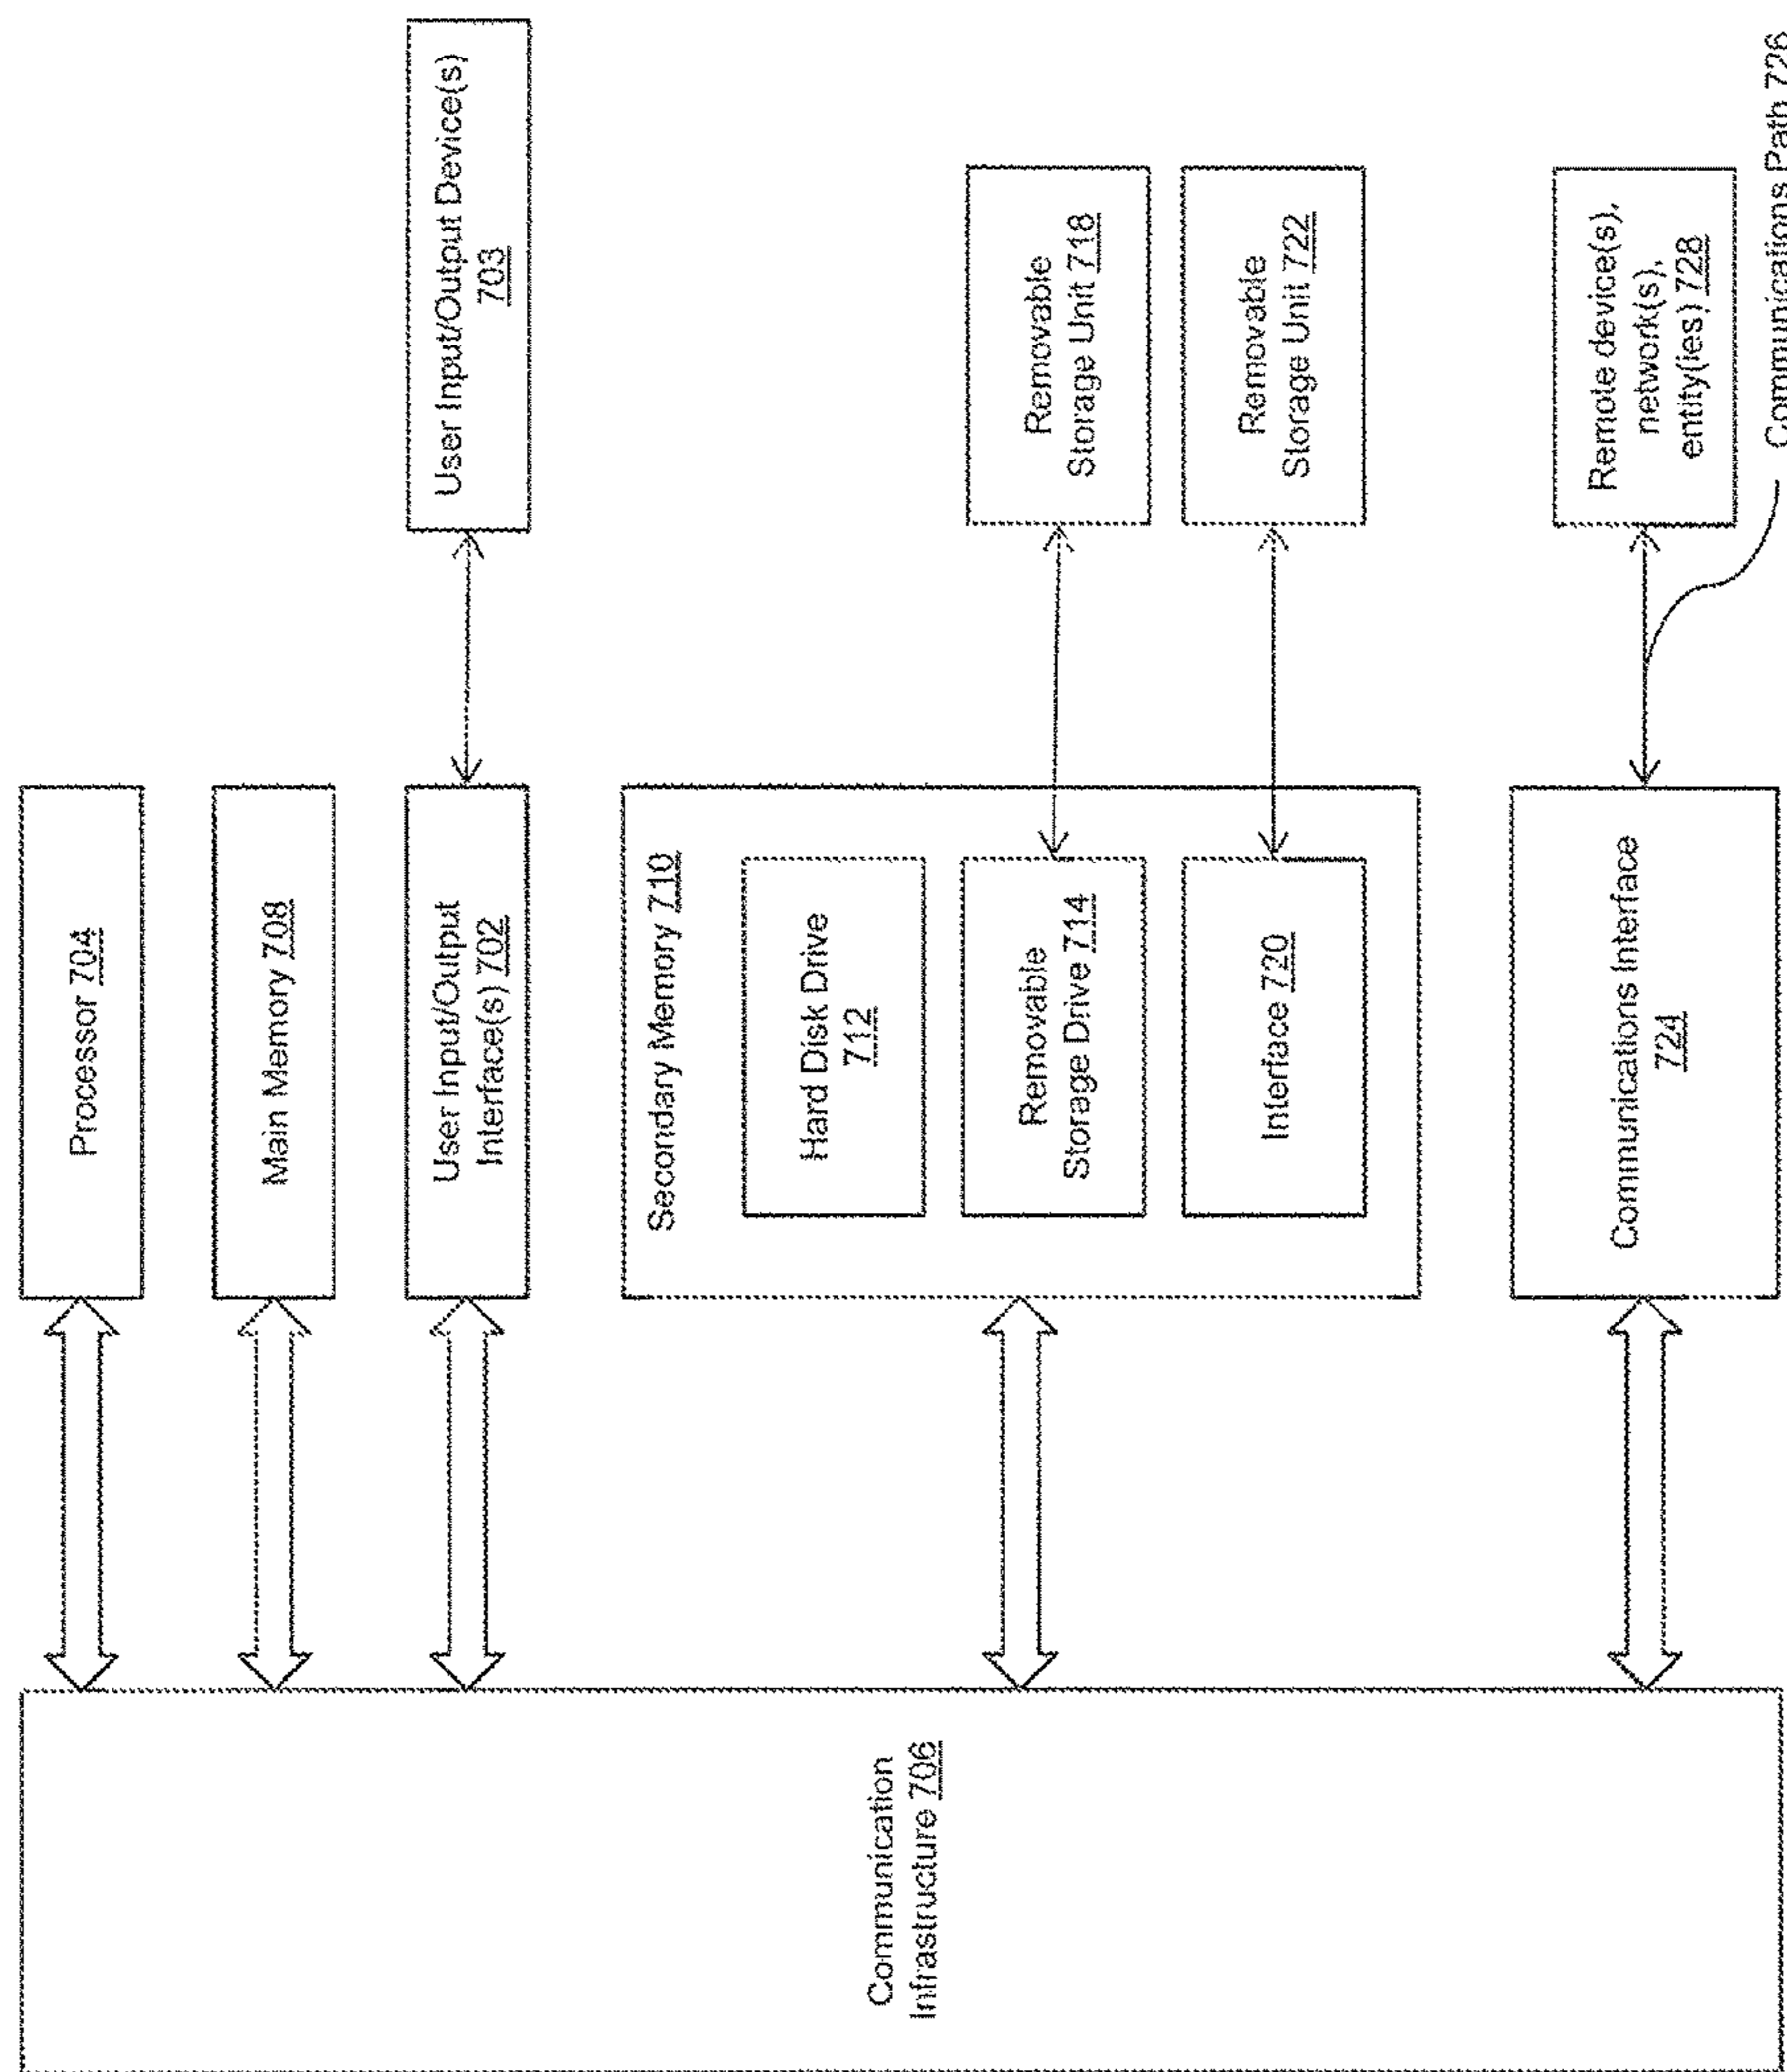 Processor 704
Main Memory 708
User Input/Output
Interface(s) 702
User Input/Output Device(s)
703
Secondary Memory 710
Hard Disk Drive
712
Removable
Storage Drive 714
Removable
Storage Unit 718
Interface 720
Removable
Storage Unit 722
Communications Interface
724
Remote device(s),
network(s),
entity(ies) 728
Communications Path 726
Communication
Infrastructure 706